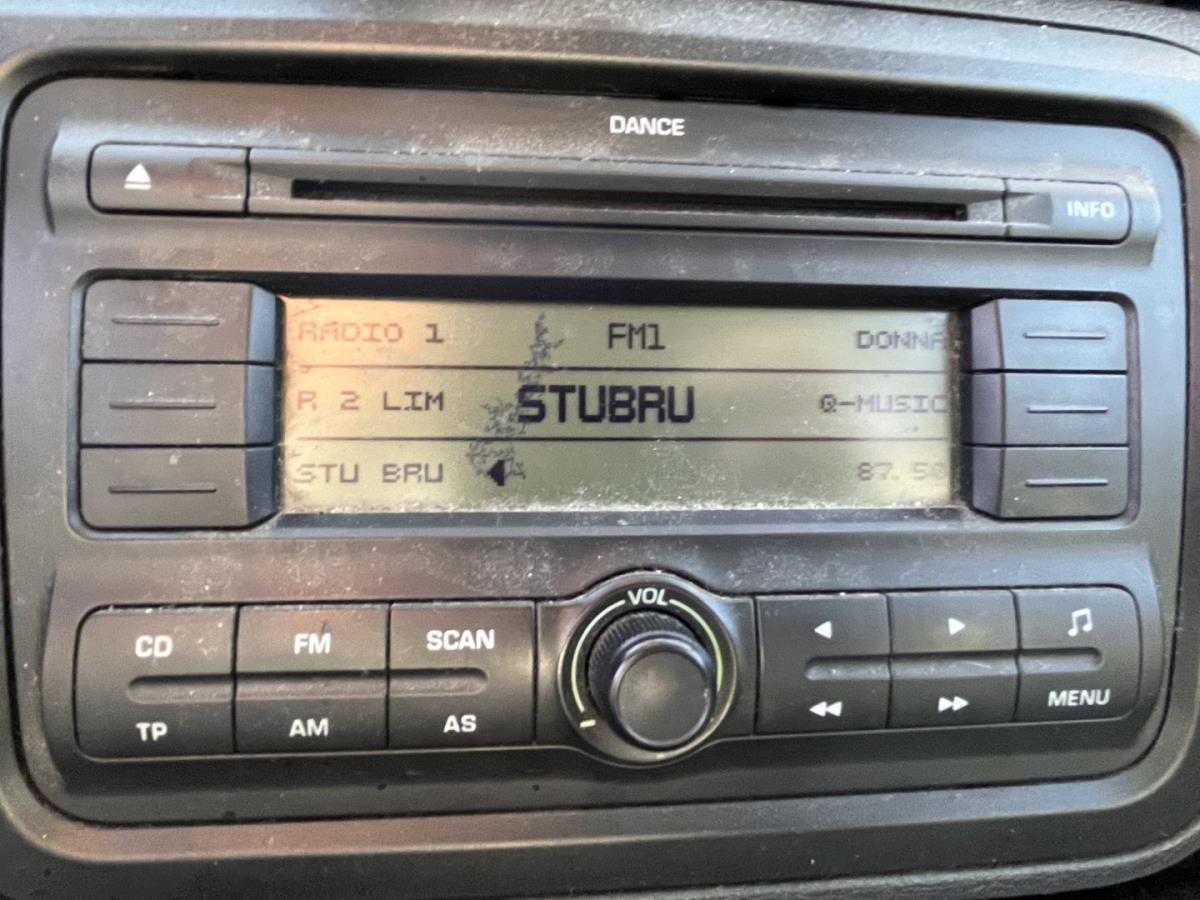 DANCE
INFO
RADIO 1 FM1 DONNA
R 2 LIM STUBRU Q-MUSIC
STU BRU 87.50
VOL
CD FM SCAN
TP AM AS MENU